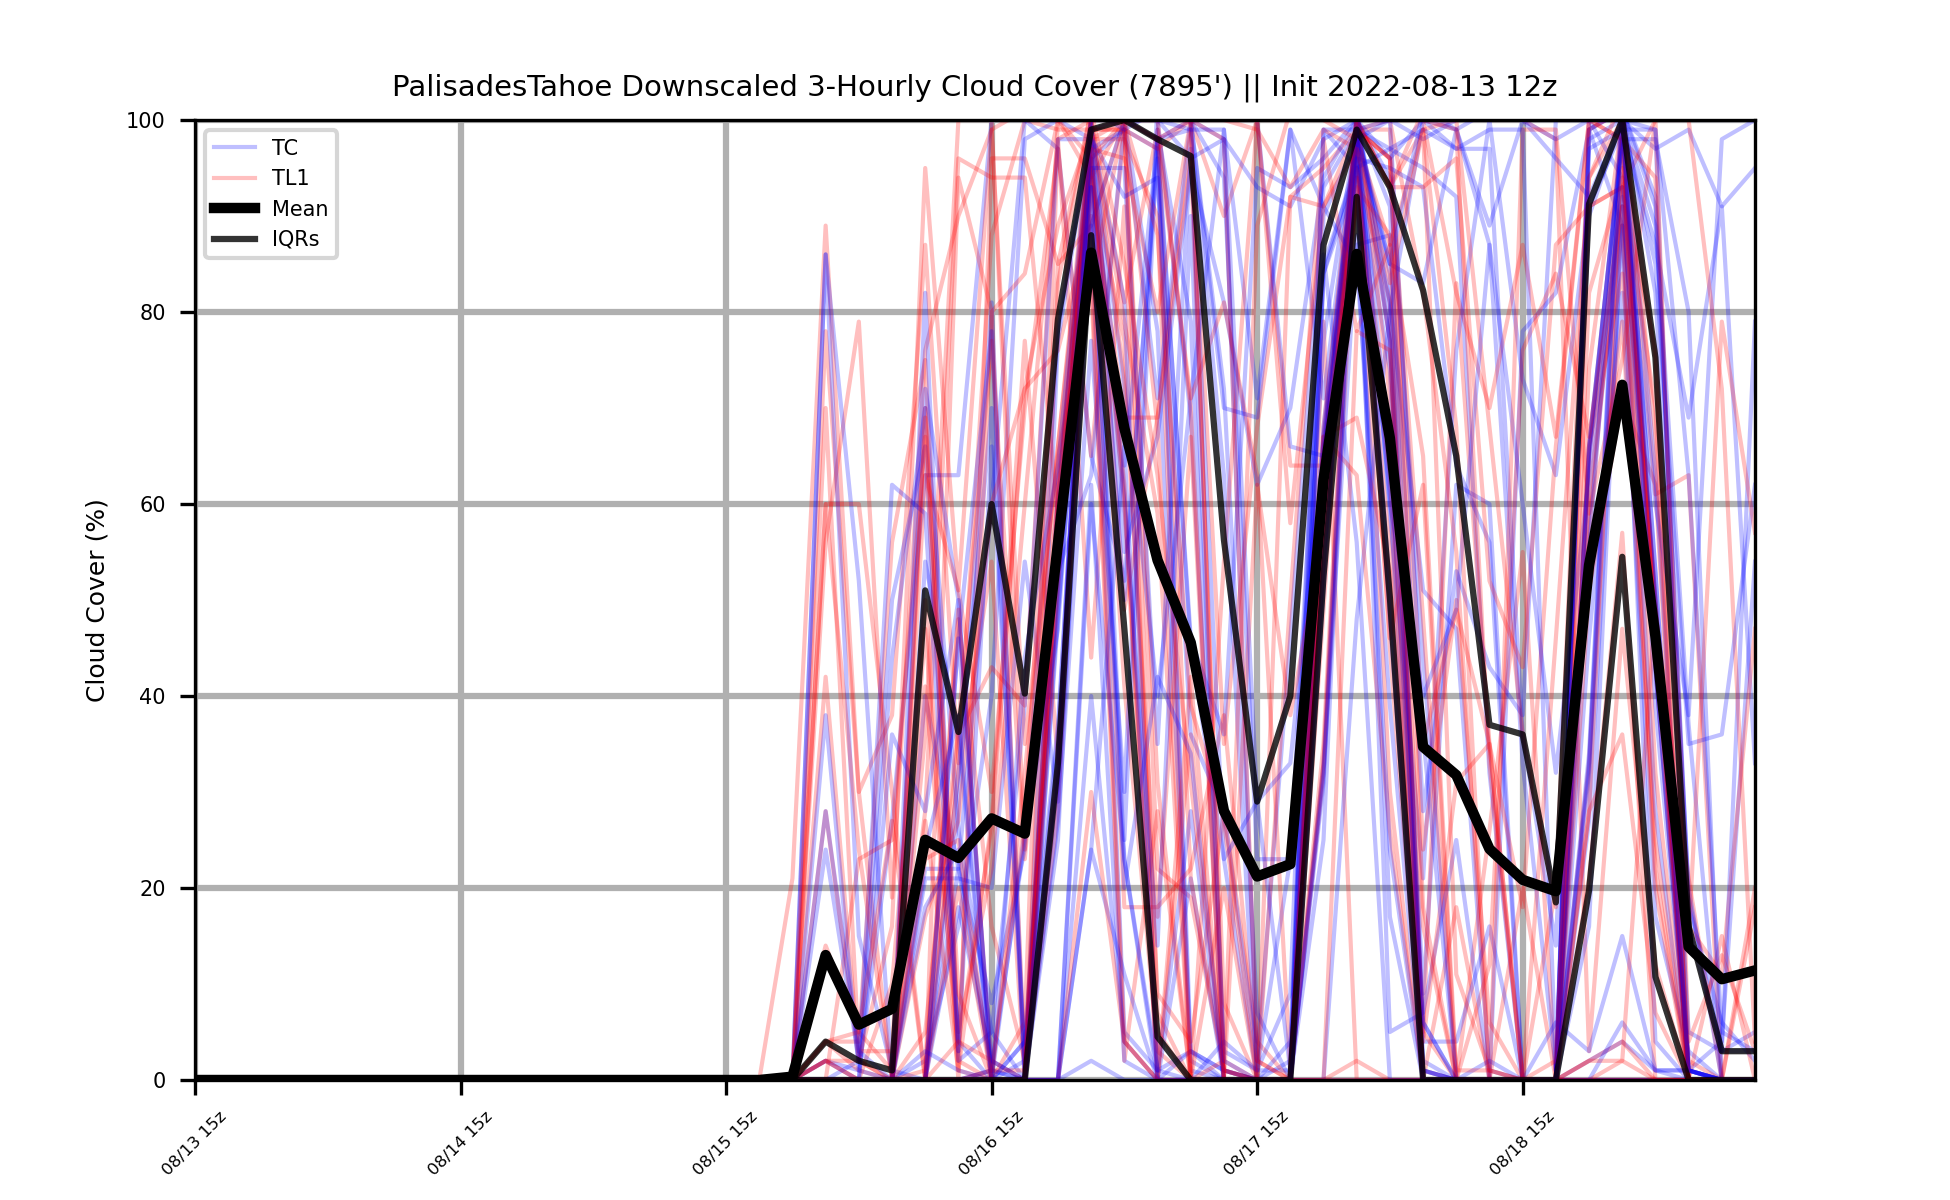 PalisadesTahoe Downscaled 3-Hourly Cloud Cover (7895') || Init 2022-08-13 12z
100
80
60
40
20
0
Cloud Cover (%)
TC
TL1
Mean
IQRs
08/13 15z
08/14 15z
08/15 15z
08/16 15z
08/17 15z
08/18 15z